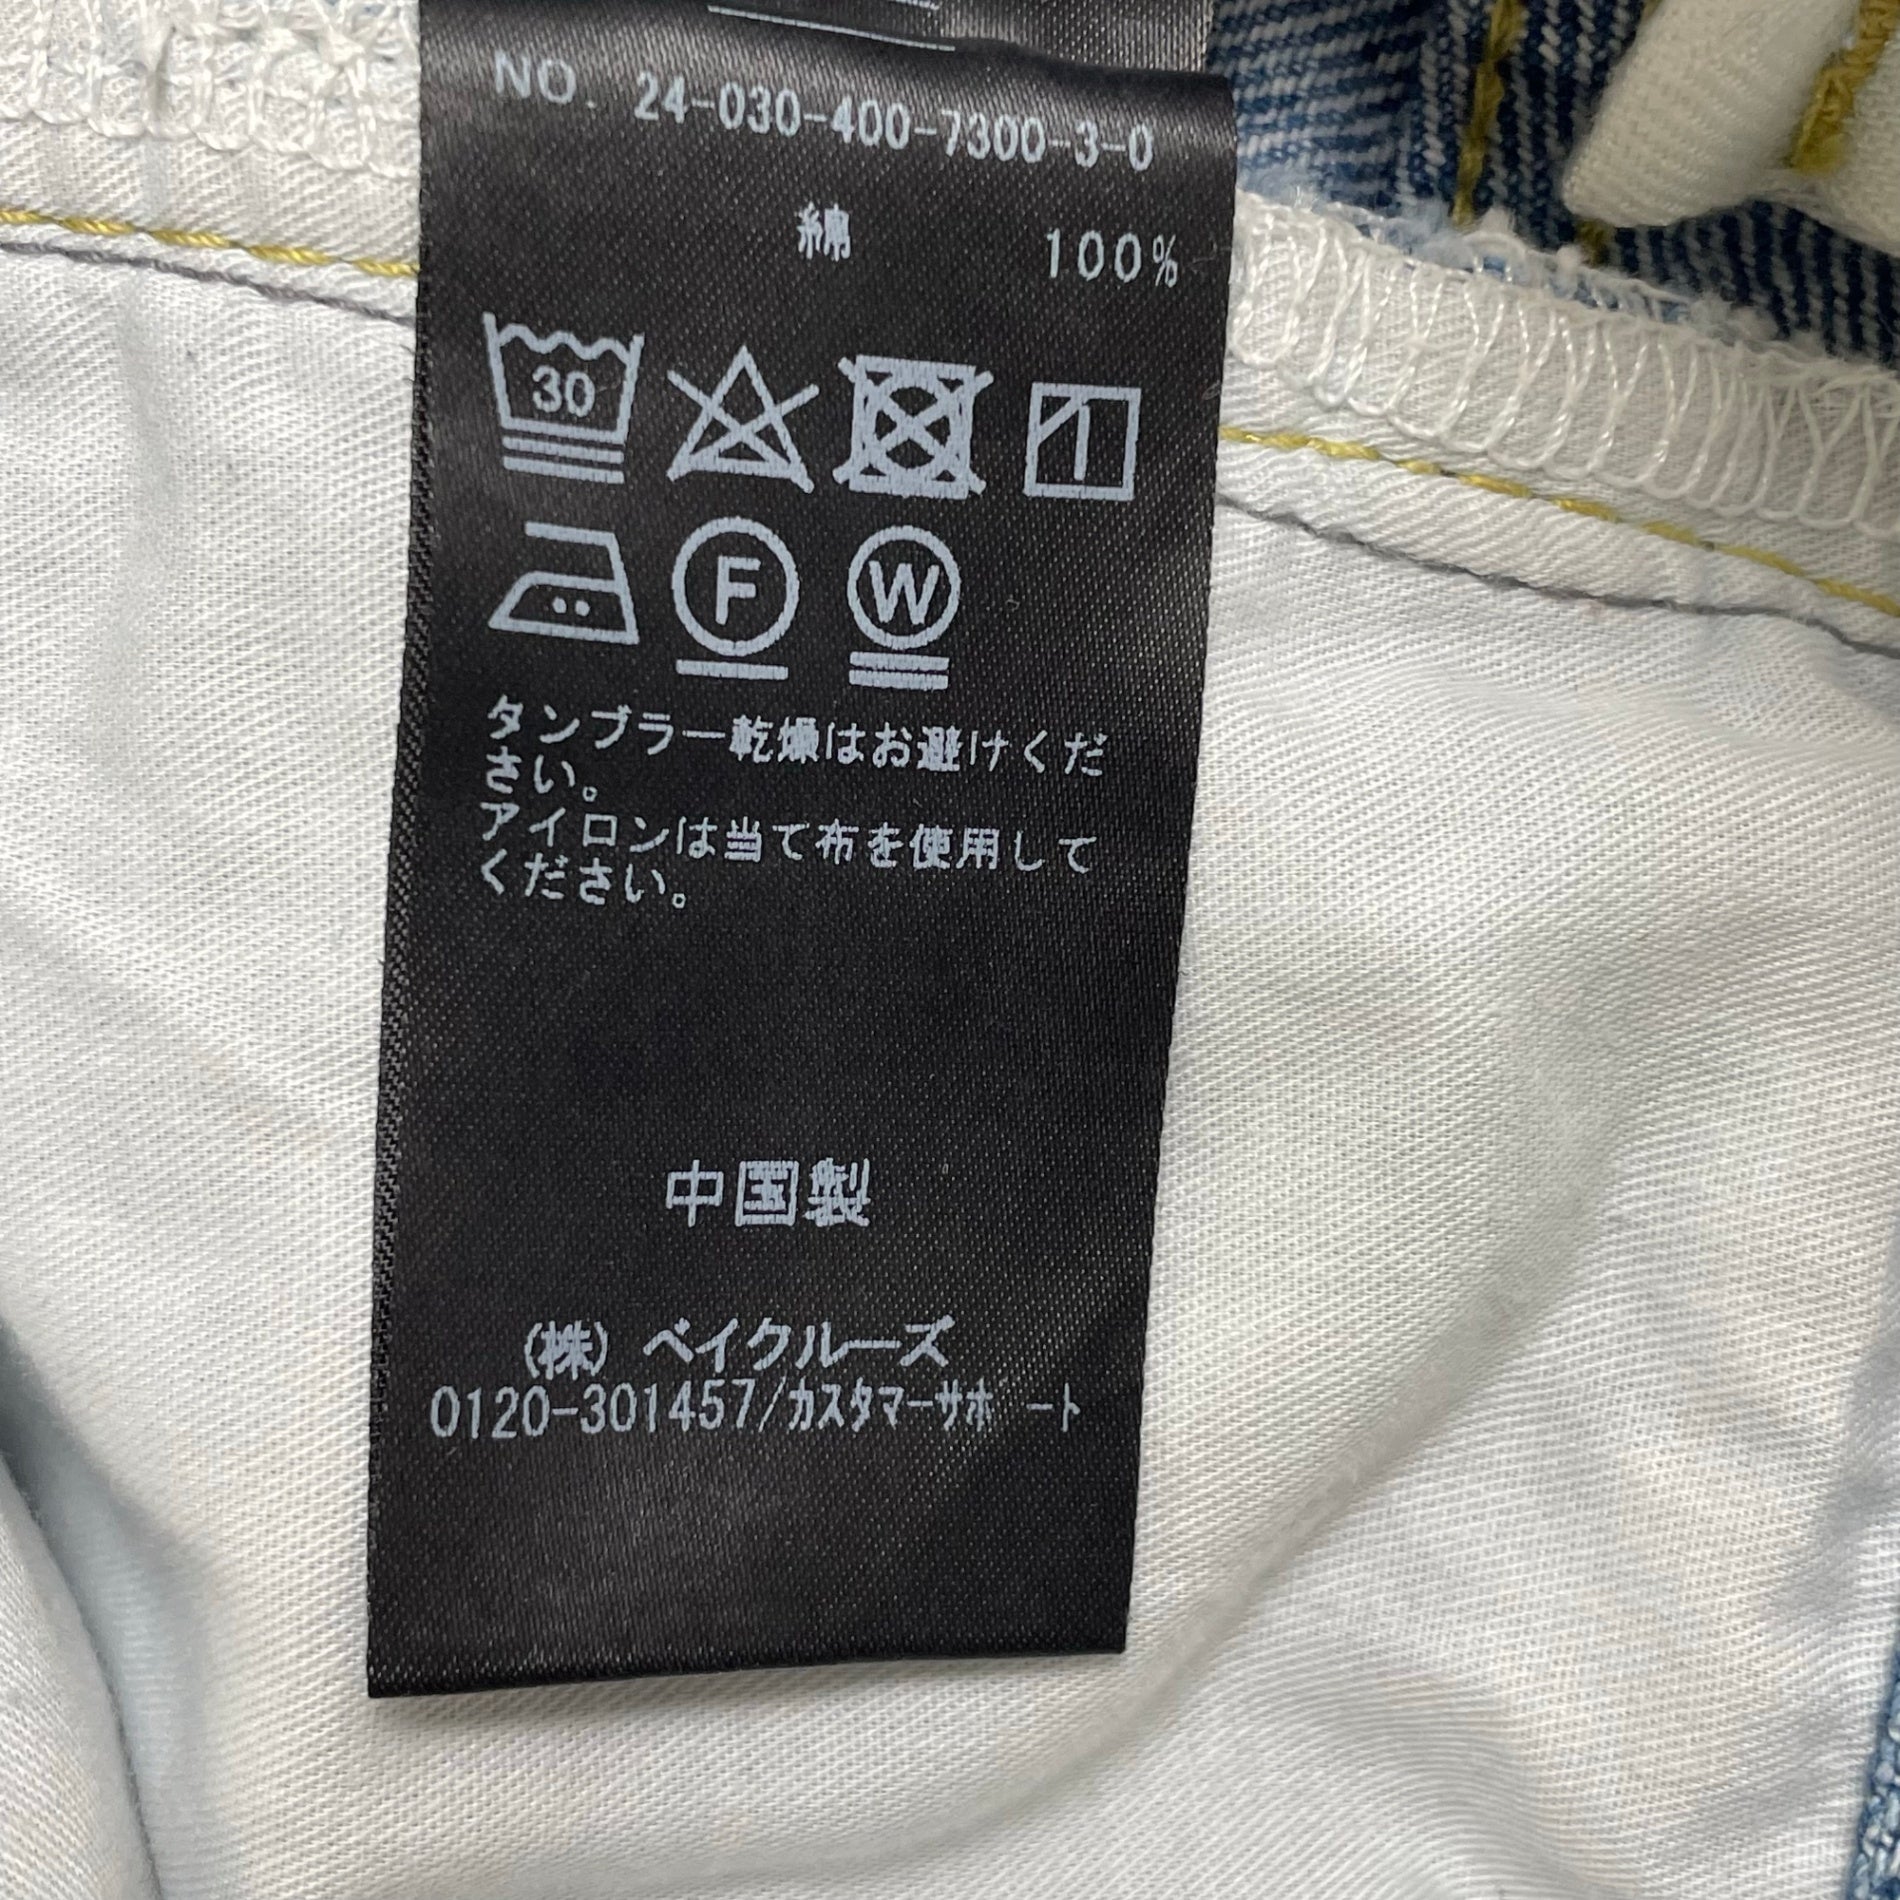 NO. 24-030-400-7300-3-0
綿 100%
30
F W
タンブラー乾燥はお避けくだ
さい。
アイロンは当て布を使用して
ください。
中国製
(株) ベイクルーズ
0120-301457/ｶｽﾀﾏｰｻﾎ ｰﾄ